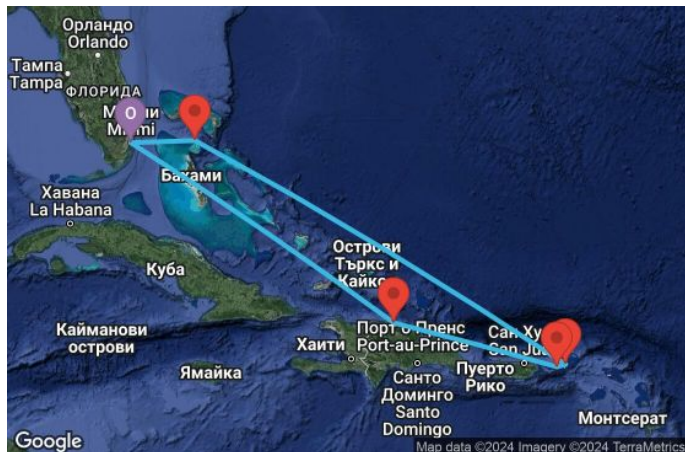 Орландо
Orlando
Тампа
Tampa
ФЛОРИДА
O
Miami
Бахами
Хавана
La Habana
Куба
Острови
Търкс и
Кайкос
Кайманови
острови
Хаити
Порт о Пренс
Port-au-Prince
Сан
San
Ямайка
Пуерто
Рико
Санто
Доминго
Santo
Domingo
Монтсерат
Google
Map data ©2024 Imagery ©2024 TerraMetrics